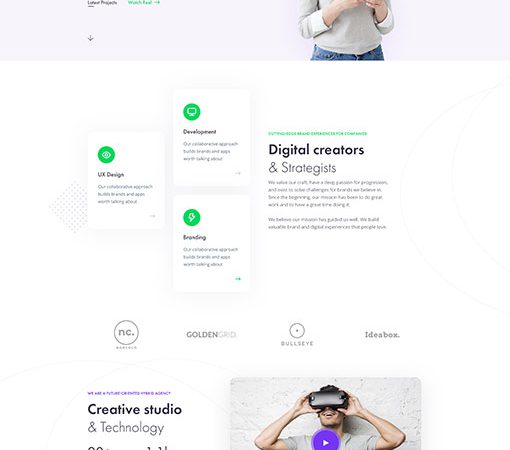 Latest Projects
Watch Reel
Development
Our collaborative approach
builds brands and apps
worth talking about
UX Design
Our collaborative approach
builds brands and apps
worth talking about
Branding
Our collaborative approach
builds brands and apps
worth talking about
CUTTING-EDGE BRAND EXPERIENCES FOR COMPANIES
Digital creators
& Strategists
We value our craft, have a deep passion for progression,
and exist to solve challenges for brands we believe in.
Since the beginning, our mission has been to do great
work and to have a great time doing it.
We believe our mission has guided us well. We build
valuable brand and digital experiences that people love.
nc.
GOLDENGRID.
BULLSEYE
Ideabox.
WE ARE A FUTURE-ORIENTED HYBRID AGENCY
Creative studio
& Technology